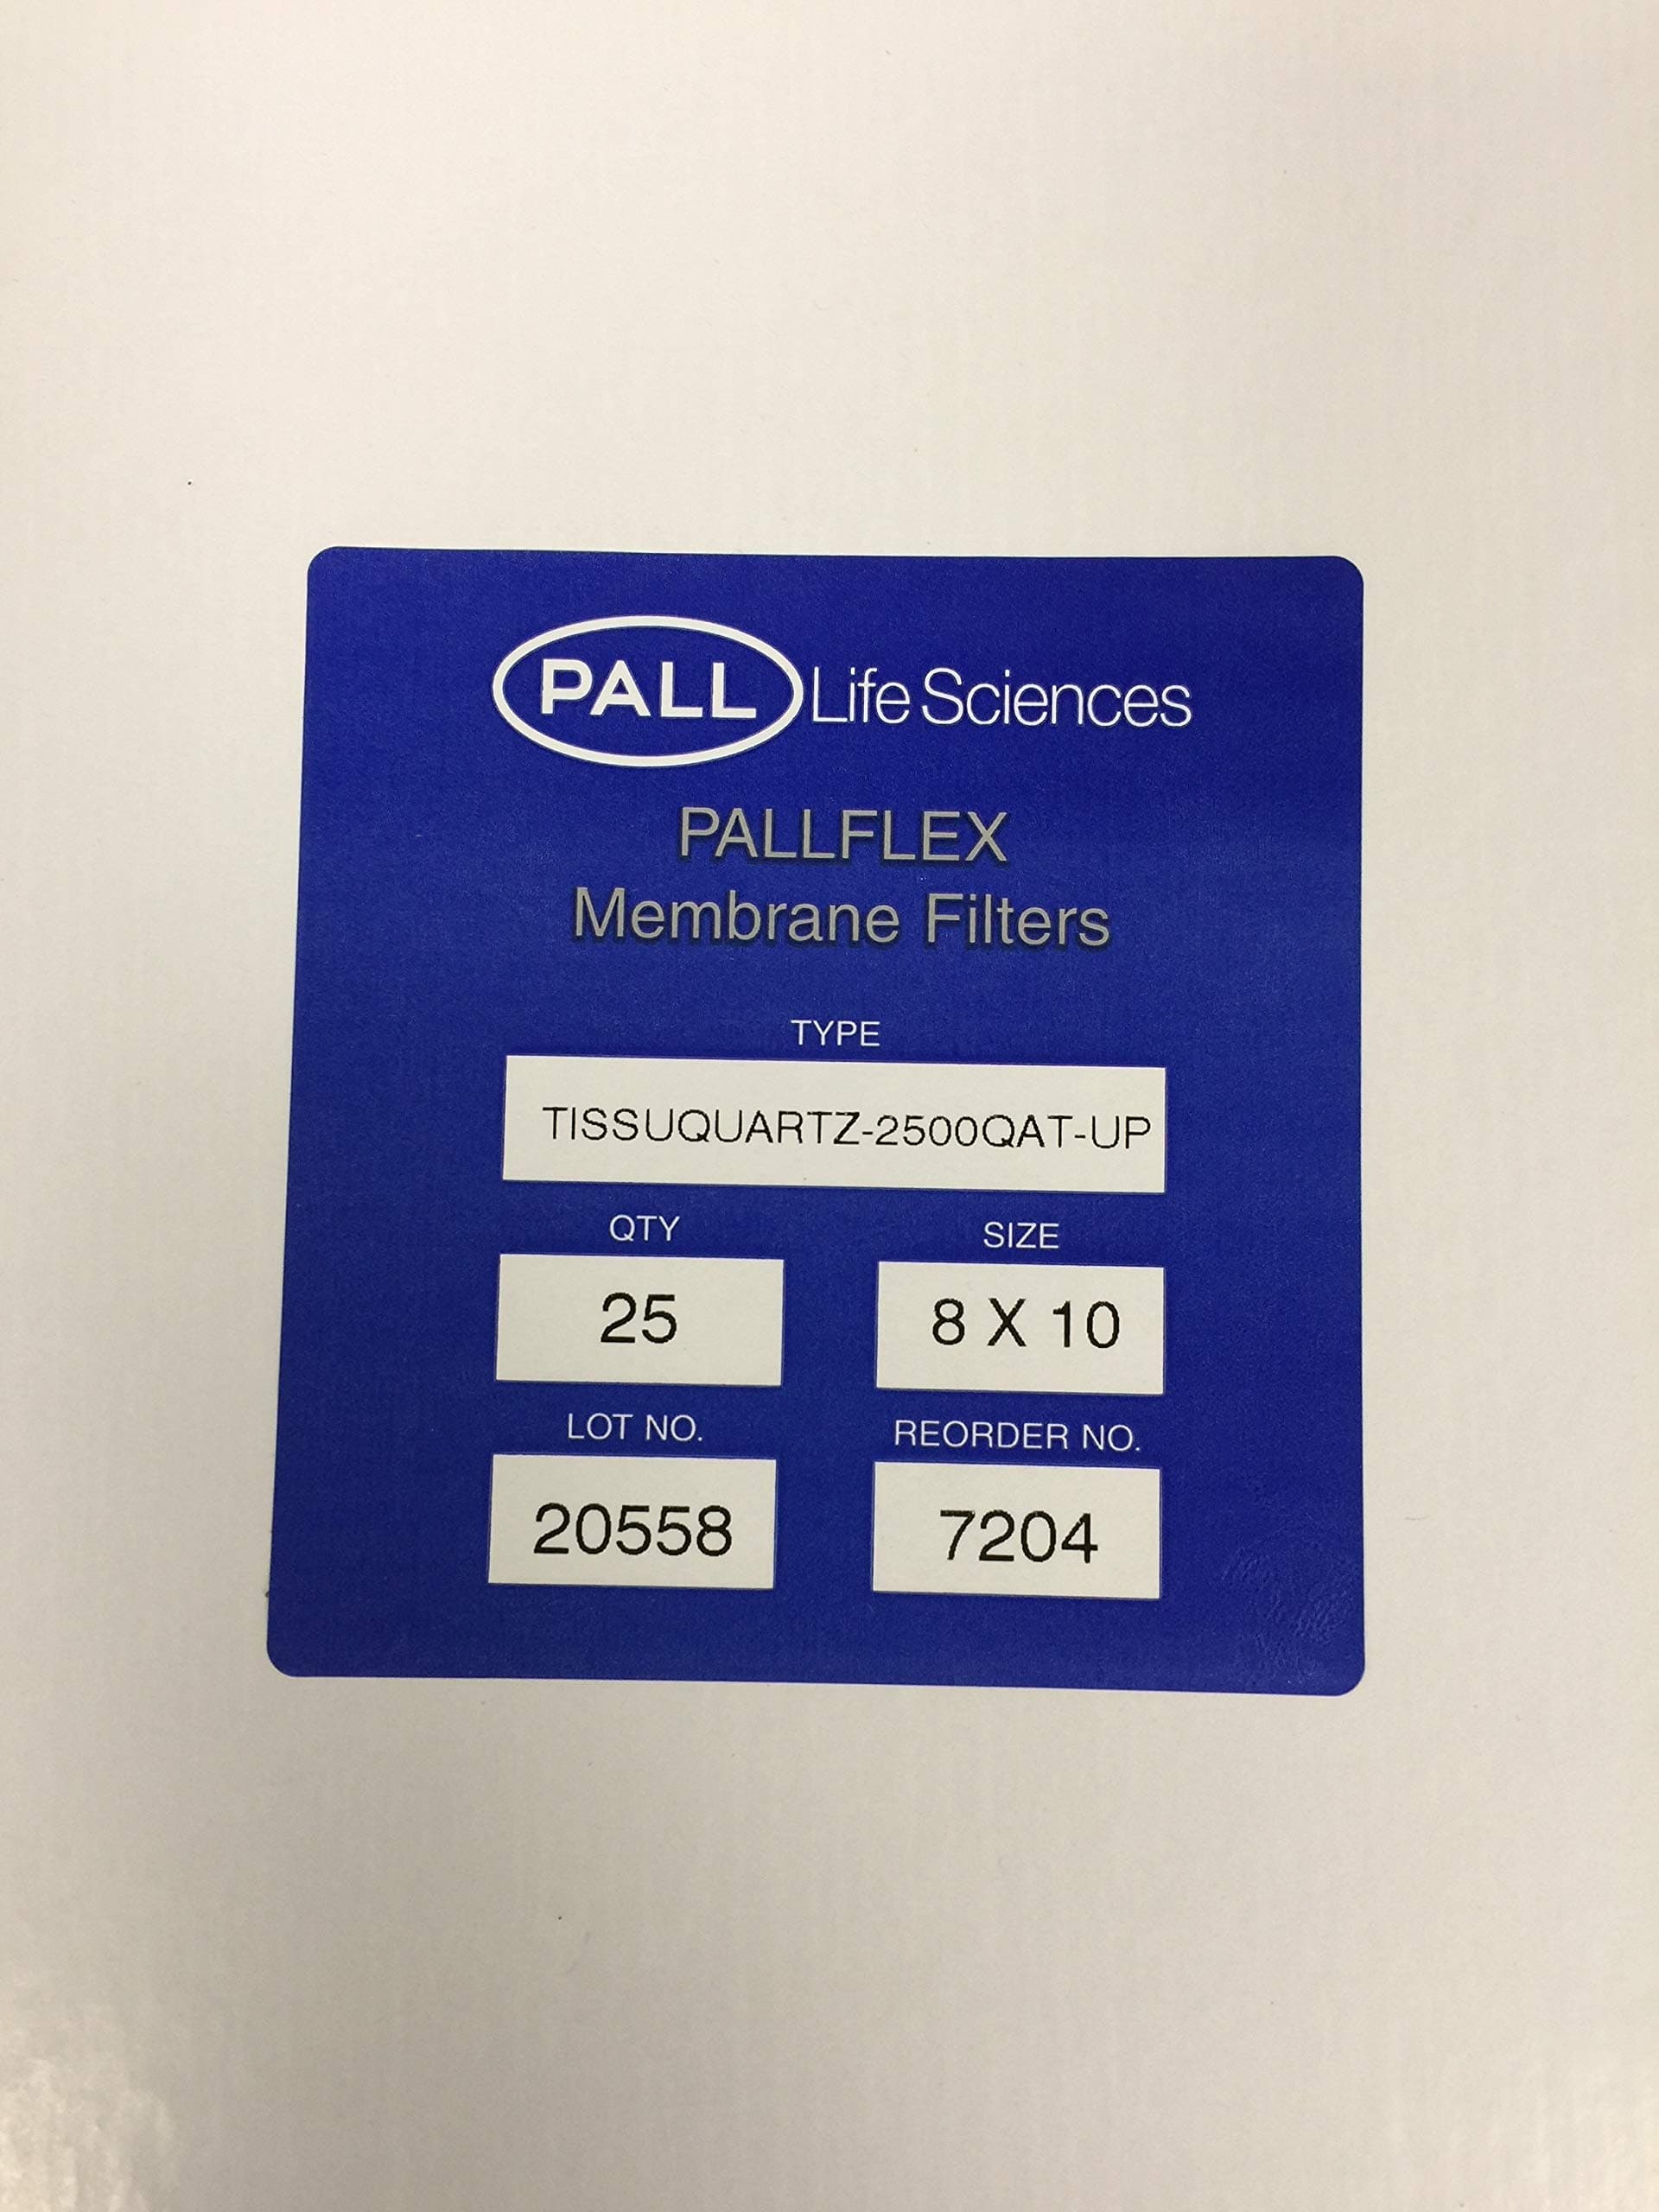 PALL Life Sciences
PALLFLEX
Membrane Filters
TYPE
TISSUQUARTZ-2500QAT-UP
QTY SIZE
25 8 X 10
LOT NO. REORDER NO.
20558 7204